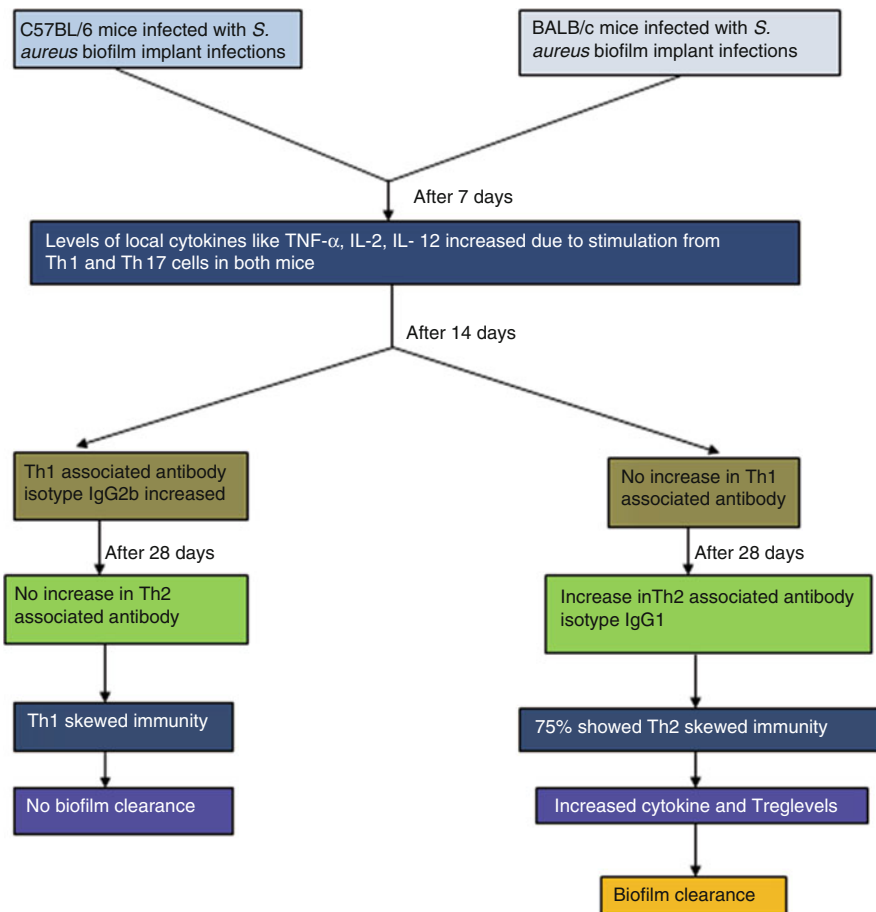 C57BL/6 mice infected with S.
aureus biofilm implant infections
BALB/c mice infected with S.
aureus biofilm implant infections
After 7 days
Levels of local cytokines like TNF-α, IL-2, IL- 12 increased due to stimulation from
Th1 and Th17 cells in both mice
After 14 days
Th1 associated antibody
isotype IgG2b increased
No increase in Th1
associated antibody
After 28 days
After 28 days
No increase in Th2
associated antibody
Increase inTh2 associated antibody
isotype IgG1
Th1 skewed immunity
75% showed Th2 skewed immunity
No biofilm clearance
Increased cytokine and Treglevels
Biofilm clearance